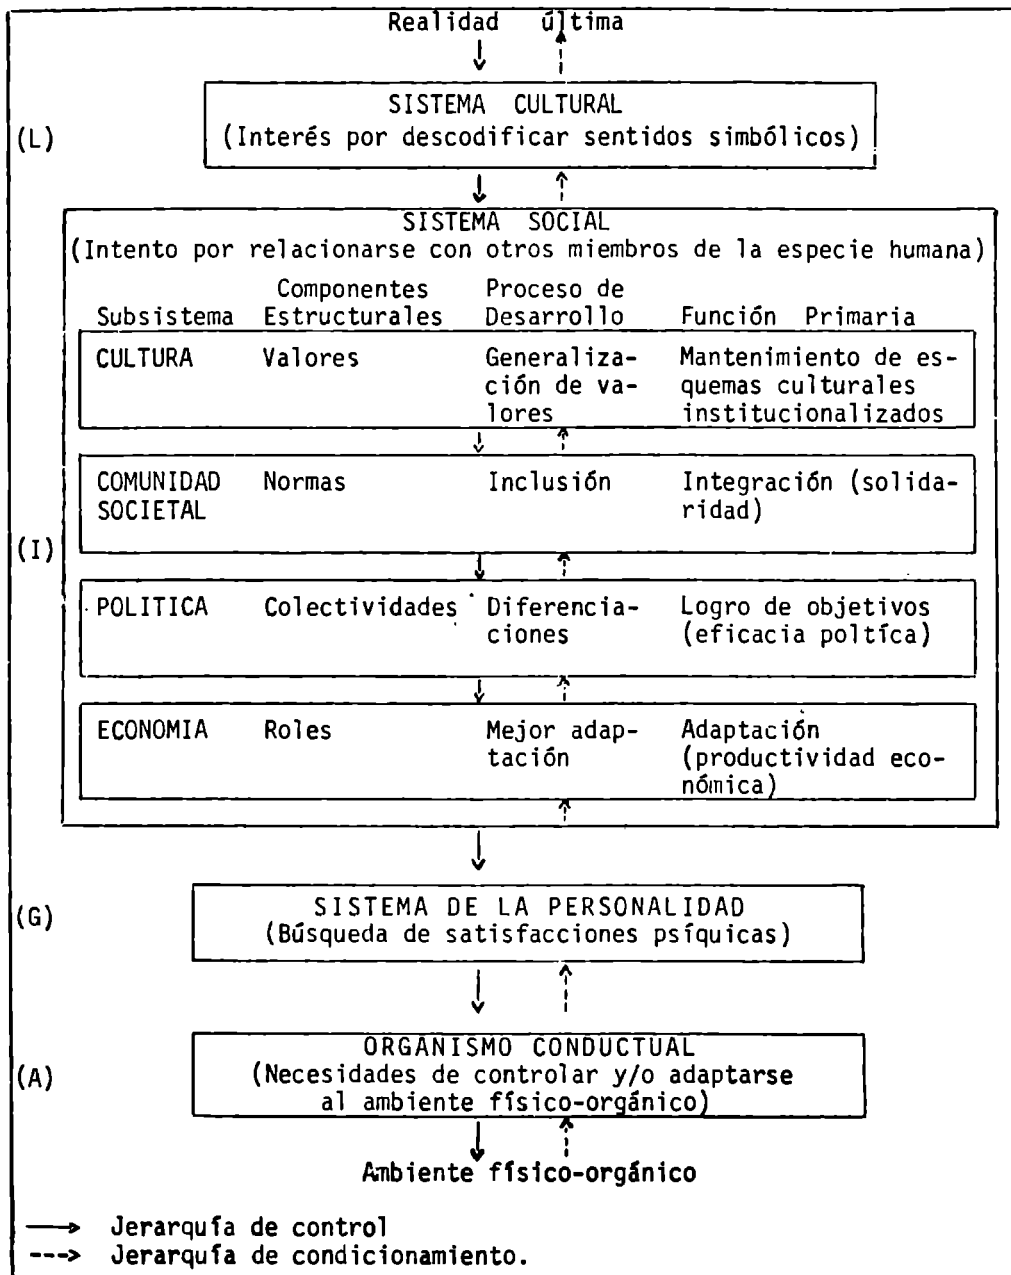 Realidad última
SISTEMA CULTURAL
(L)
(Interés por descodificar sentidos simbólicos)
SISTEMA SOCIAL
(Intento por relacionarse con otros miembros de la especie humana)
Componentes Proceso de
Subsistema Estructurales Desarrollo Función Primaria
CULTURA Valores Generaliza- Mantenimiento de es-
ción de va- quemas culturales
lores institucionalizados
COMUNIDAD Normas Inclusión Integración (solida-
SOCIETAL ridad)
(I)
POLITICA Colectividades Diferencia- Logro de objetivos
ciones (eficacia poltíca)
ECONOMIA Roles Mejor adap- Adaptación
tación (productividad eco-
nómica)
SISTEMA DE LA PERSONALIDAD
(G)
(Búsqueda de satisfacciones psíquicas)
ORGANISMO CONDUCTUAL
(A)
(Necesidades de controlar y/o adaptarse
al ambiente físico-orgánico)
Ambiente físico-orgánico
Jerarquía de control
Jerarquía de condicionamiento.